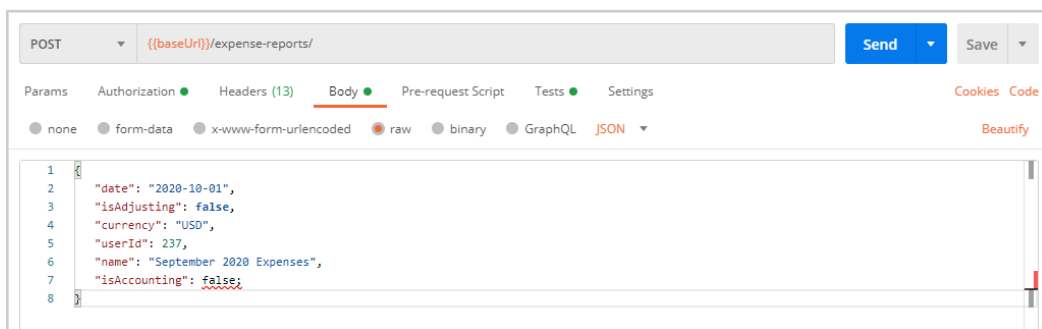 POST {{baseUrl}}/expense-reports/ Send Save
Params Authorization Headers (13) Body Pre-request Script Tests Settings Cookies Code
none form-data x-www-form-urlencoded raw binary GraphQL JSON Beautify
1 {
2 "date": "2020-10-01",
3 "isAdjusting": false,
4 "currency": "USD",
5 "userId": 237,
6 "name": "September 2020 Expenses",
7 "isAccounting": false;
8 }